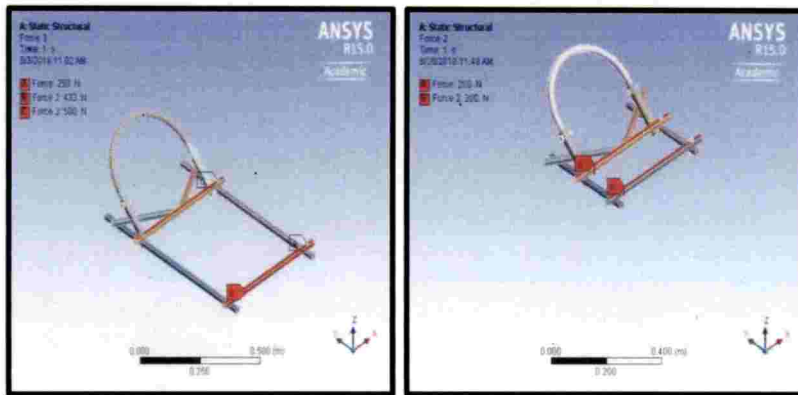 A: Static Structural
Force 3
Time: 1. s
A Force: 250 N
B Force 2: 433 N
C Force 3: 500 N
ANSYS
R15.0
Academic
Z
X
0.000
0.500 (m)
0.250
A: Static Structural
Force 2
Time: 1. s
A Force: 200 N
B Force 2: 200 N
ANSYS
R15.0
Academic
Z
X
0.000
0.400 (m)
0.200